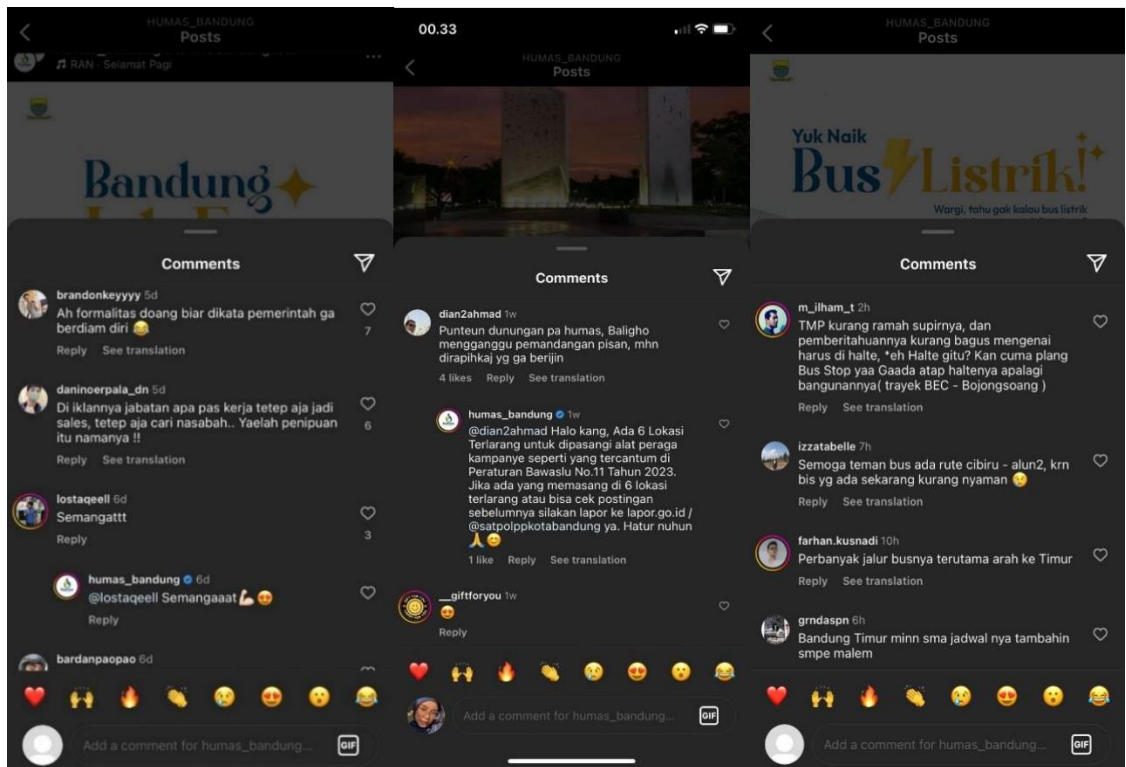 HUMAS_BANDUNG
Posts
RAN · Selamat Pagi
Bandung
Comments
brandonkeyyyy 5d
Ah formalitas doang biar dikata pemerintah ga
berdiam diri 😂
7
Reply See translation
daninoerpala_dn 5d
Di iklannya jabatan apa pas kerja tetep aja jadi
sales, tetep aja cari nasabah.. Yaelah penipuan
itu namanya !!
6
Reply See translation
lostaqeell 6d
Semangattt
3
Reply
humas_bandung 6d
@lostaqeell Semangaaat💪😍
Reply
bardanpaopao 6d
Add a comment for humas_bandung...
GIF
00.33
HUMAS_BANDUNG
Posts
Comments
dian2ahmad 1w
Punteun dunungan pa humas, Baligho
mengganggu pemandangan pisan, mhn
dirapihkaj yg ga berijin
4 likes Reply See translation
humas_bandung 1w
@dian2ahmad Halo kang, Ada 6 Lokasi
Terlarang untuk dipasangi alat peraga
kampanye seperti yang tercantum di
Peraturan Bawaslu No.11 Tahun 2023.
Jika ada yang memasang di 6 lokasi
terlarang atau bisa cek postingan
sebelumnya silakan lapor ke lapor.go.id /
@satpolppkotabandung ya. Hatur nuhun
🙏😊
1 like Reply See translation
__giftforyou 1w
😍
Reply
Add a comment for humas_bandung...
GIF
HUMAS_BANDUNG
Posts
Yuk Naik
Bus⚡Listrik!
Wargi, tahu gak kalau bus listrik
Comments
m_ilham_t 2h
TMP kurang ramah supirnya, dan
pemberitahuannya kurang bagus mengenai
harus di halte, *eh Halte gitu? Kan cuma plang
Bus Stop yaa Gaada atap haltenya apalagi
bangunannya( trayek BEC - Bojongsoang )
Reply See translation
izzatabelle 7h
Semoga teman bus ada rute cibiru - alun2, krn
bis yg ada sekarang kurang nyaman 😢
Reply See translation
farhan.kusnadi 10h
Perbanyak jalur busnya terutama arah ke Timur
Reply See translation
grndaspn 6h
Bandung Timur minn sma jadwal nya tambahin
smpe malem
Add a comment for humas_bandung...
GIF